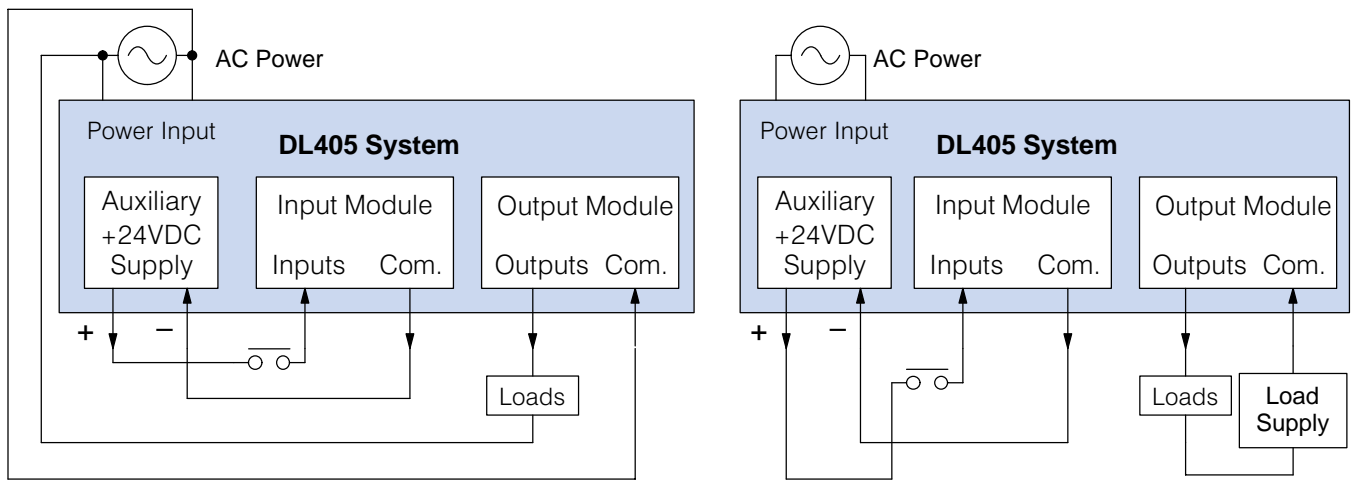 AC Power
Power Input
DL405 System
Auxiliary
+24VDC
Supply
Input Module
Inputs Com.
Output Module
Outputs Com.
+ –
Loads
AC Power
Power Input
DL405 System
Auxiliary
+24VDC
Supply
Input Module
Inputs Com.
Output Module
Outputs Com.
+ –
Loads
Load
Supply